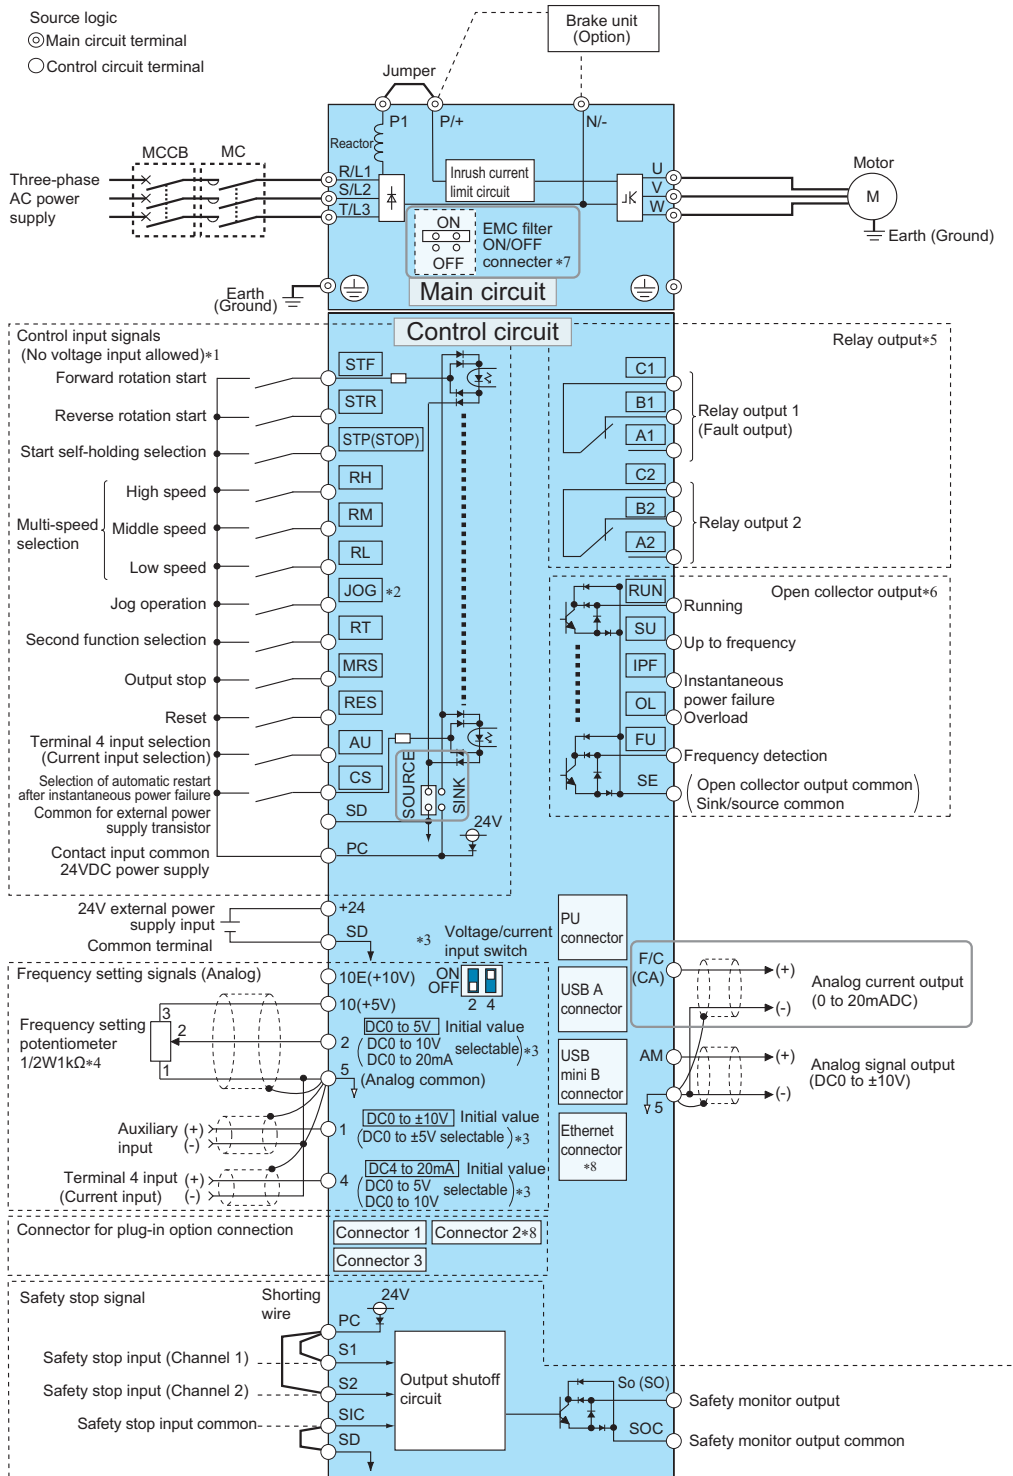 Source logic
Main circuit terminal
Control circuit terminal
Brake unit
(Option)
Jumper
P1
P/+
N/-
Reactor
MCCB
MC
Three-phase
AC power
supply
R/L1
S/L2
T/L3
Inrush current
limit circuit
U
V
W
Motor
M
Earth (Ground)
ON
OFF
EMC filter
ON/OFF
connecter *7
Earth
(Ground)
Main circuit
Control circuit
Control input signals
(No voltage input allowed)*1
Forward rotation start
STF
Reverse rotation start
STR
Start self-holding selection
STP(STOP)
Multi-speed
selection
High speed
RH
Middle speed
RM
Low speed
RL
Jog operation
JOG *2
Second function selection
RT
Output stop
MRS
Reset
RES
Terminal 4 input selection
(Current input selection)
AU
Selection of automatic restart
after instantaneous power failure
CS
Common for external power
supply transistor
SD
Contact input common
24VDC power supply
PC
SOURCE
SINK
24V
Relay output*5
C1
B1
A1
Relay output 1
(Fault output)
C2
B2
A2
Relay output 2
Open collector output*6
RUN
Running
SU
Up to frequency
IPF
Instantaneous
power failure
OL
Overload
FU
Frequency detection
SE
(Open collector output common
Sink/source common)
24V external power
supply input
+24
Common terminal
SD
*3
Voltage/current
input switch
ON
OFF
2 4
PU
connector
USB A
connector
USB
mini B
connector
Ethernet
connector
*8
F/C
(CA)
(+)
(-)
Analog current output
(0 to 20mADC)
AM
5
(+)
(-)
Analog signal output
(DC0 to ±10V)
Frequency setting signals (Analog)
10E(+10V)
10(+5V)
Frequency setting
potentiometer
1/2W1kΩ*4
3
2
1
2
DC0 to 5V Initial value
(DC0 to 10V
DC0 to 20mA selectable)*3
5
(Analog common)
Auxiliary
input
(+)
(-)
1
DC0 to ±10V Initial value
(DC0 to ±5V selectable)*3
Terminal 4 input
(Current input)
(+)
(-)
4
DC4 to 20mA Initial value
(DC0 to 5V
DC0 to 10V selectable)*3
Connector for plug-in option connection
Connector 1
Connector 2*8
Connector 3
Safety stop signal
Shorting
wire
24V
PC
Safety stop input (Channel 1)
S1
Safety stop input (Channel 2)
S2
Safety stop input common
SIC
SD
Output shutoff
circuit
So (SO)
Safety monitor output
SOC
Safety monitor output common